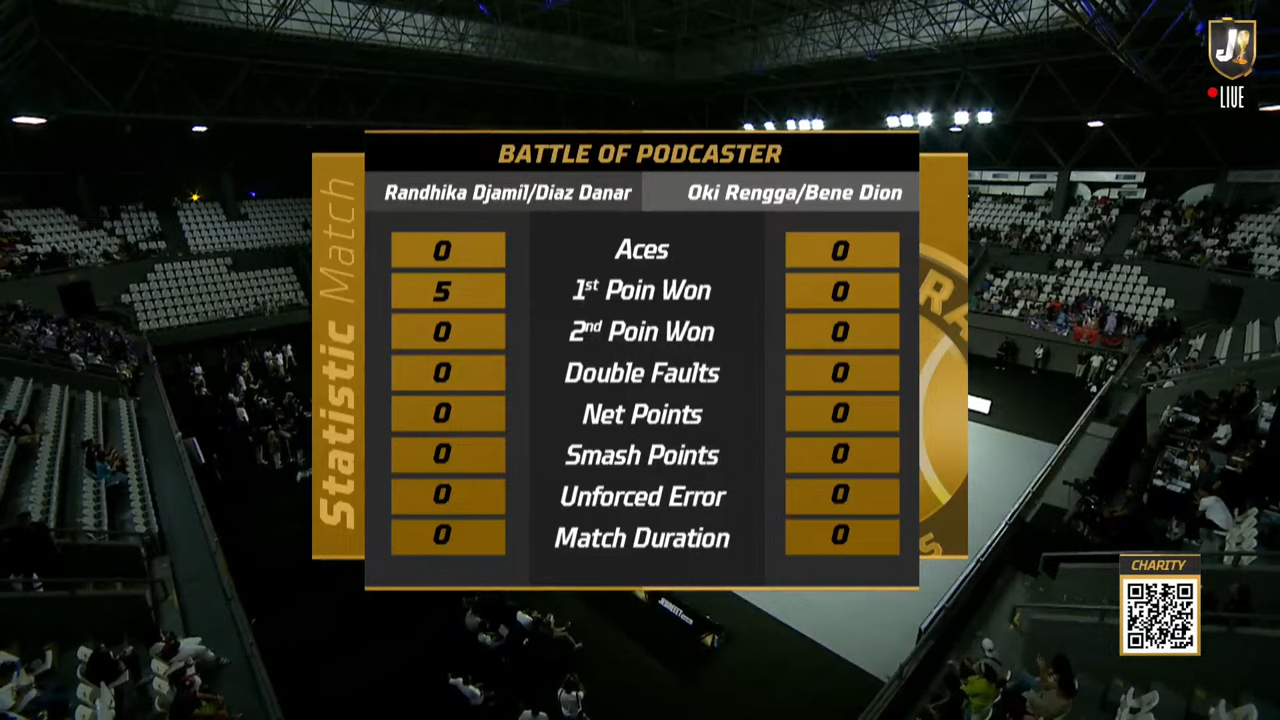 J
LIVE
BATTLE OF PODCASTER
Randhika Djamil/Diaz Danar Oki Rengga/Bene Dion
Statistic Match
0 Aces 0
5 1st Poin Won 0
0 2nd Poin Won 0
0 Double Faults 0
0 Net Points 0
0 Smash Points 0
0 Unforced Error 0
0 Match Duration 0
CHARITY